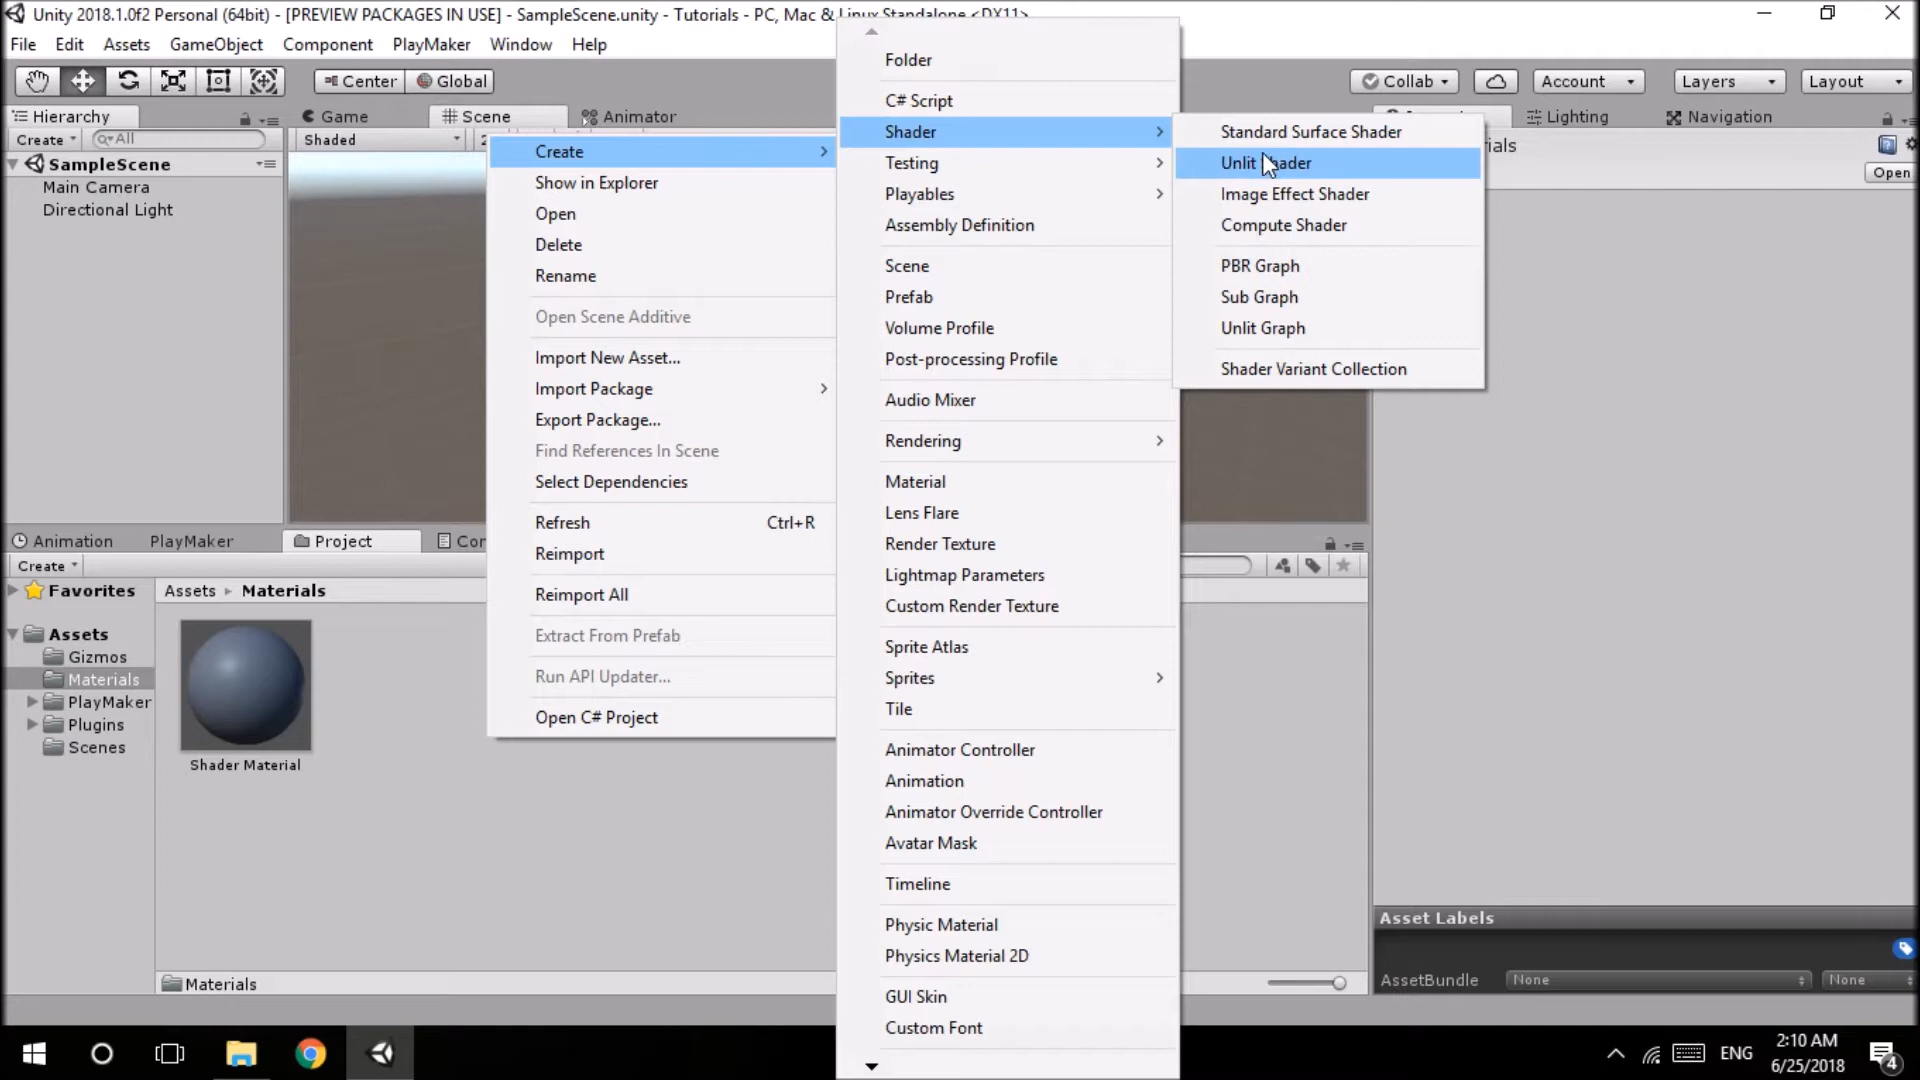 Unity 2018.1.0f2 Personal (64bit) - [PREVIEW PACKAGES IN USE] - SampleScene.unity - Tutorials - PC, Mac & Linux Standalone <DX11>
File Edit Assets GameObject Component PlayMaker Window Help
Center Global Collab Account Layers Layout
Hierarchy Game Scene Animator Lighting Navigation
Create All Shaded
SampleScene
Main Camera
Directional Light
Create
Show in Explorer
Open
Delete
Rename
Open Scene Additive
Import New Asset...
Import Package
Export Package...
Find References In Scene
Select Dependencies
Refresh Ctrl+R
Reimport
Reimport All
Extract From Prefab
Run API Updater...
Open C# Project
Folder
C# Script
Shader
Testing
Playables
Assembly Definition
Scene
Prefab
Volume Profile
Post-processing Profile
Audio Mixer
Rendering
Material
Lens Flare
Render Texture
Lightmap Parameters
Custom Render Texture
Sprite Atlas
Sprites
Tile
Animator Controller
Animation
Animator Override Controller
Avatar Mask
Timeline
Physic Material
Physics Material 2D
GUI Skin
Custom Font
Standard Surface Shader
Unlit Shader
Image Effect Shader
Compute Shader
PBR Graph
Sub Graph
Unlit Graph
Shader Variant Collection
Open
Animation PlayMaker Project
Create
Favorites
Assets
Gizmos
Materials
PlayMaker
Plugins
Scenes
Assets Materials
Shader Material
Materials
Asset Labels
AssetBundle None None
ENG
2:10 AM
6/25/2018
4